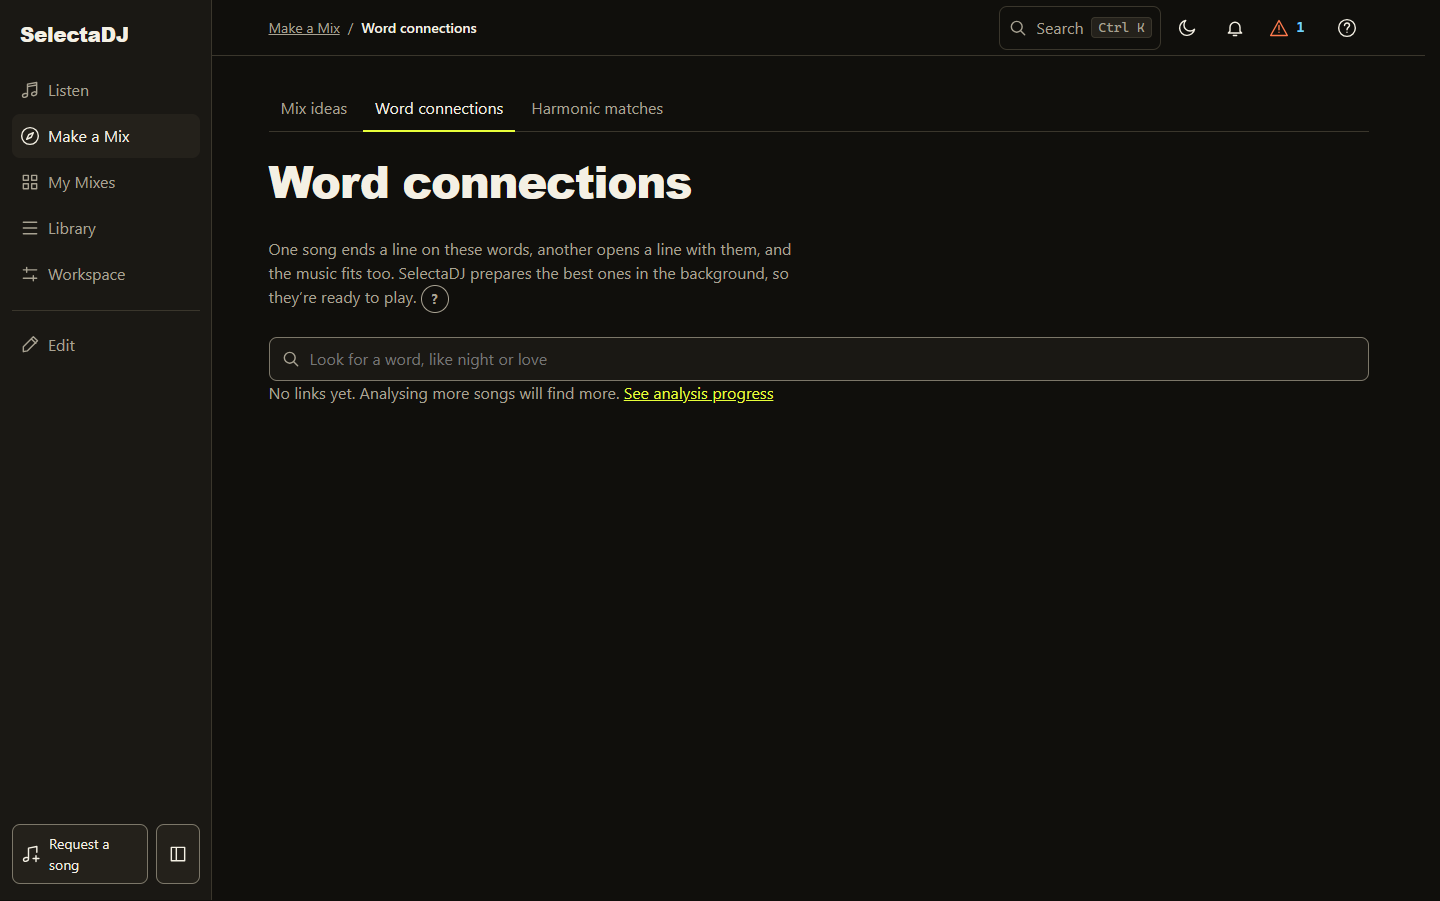 SelectaDJ
Listen
Make a Mix
My Mixes
Library
Workspace
Edit
Request a
song
Make a Mix / Word connections
Search Ctrl K
1
Mix ideas
Word connections
Harmonic matches
Word connections
One song ends a line on these words, another opens a line with them, and
the music fits too. SelectaDJ prepares the best ones in the background, so
they’re ready to play. ?
Look for a word, like night or love
No links yet. Analysing more songs will find more. See analysis progress